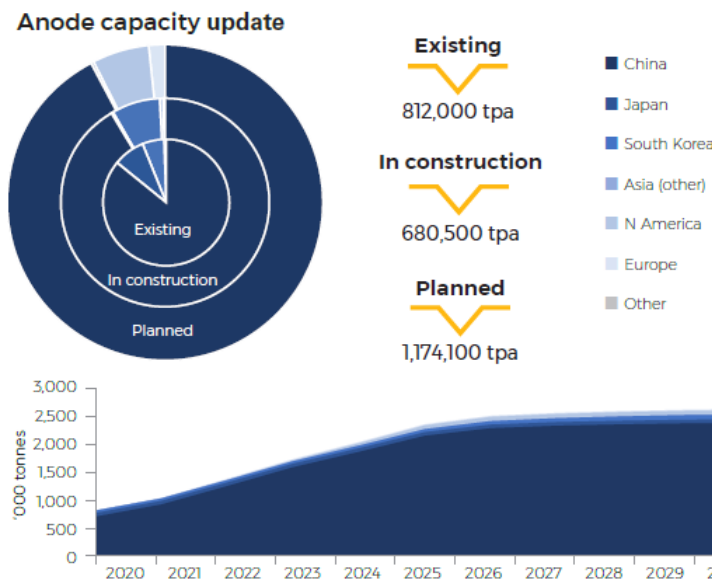 Anode capacity update
Existing
In construction
Planned
Existing
812,000 tpa
In construction
680,500 tpa
Planned
1,174,100 tpa
China
Japan
South Korea
Asia (other)
N America
Europe
Other
'000 tonnes
3,000
2,500
2,000
1,500
1,000
500
0
2020 2021 2022 2023 2024 2025 2026 2027 2028 2029 2